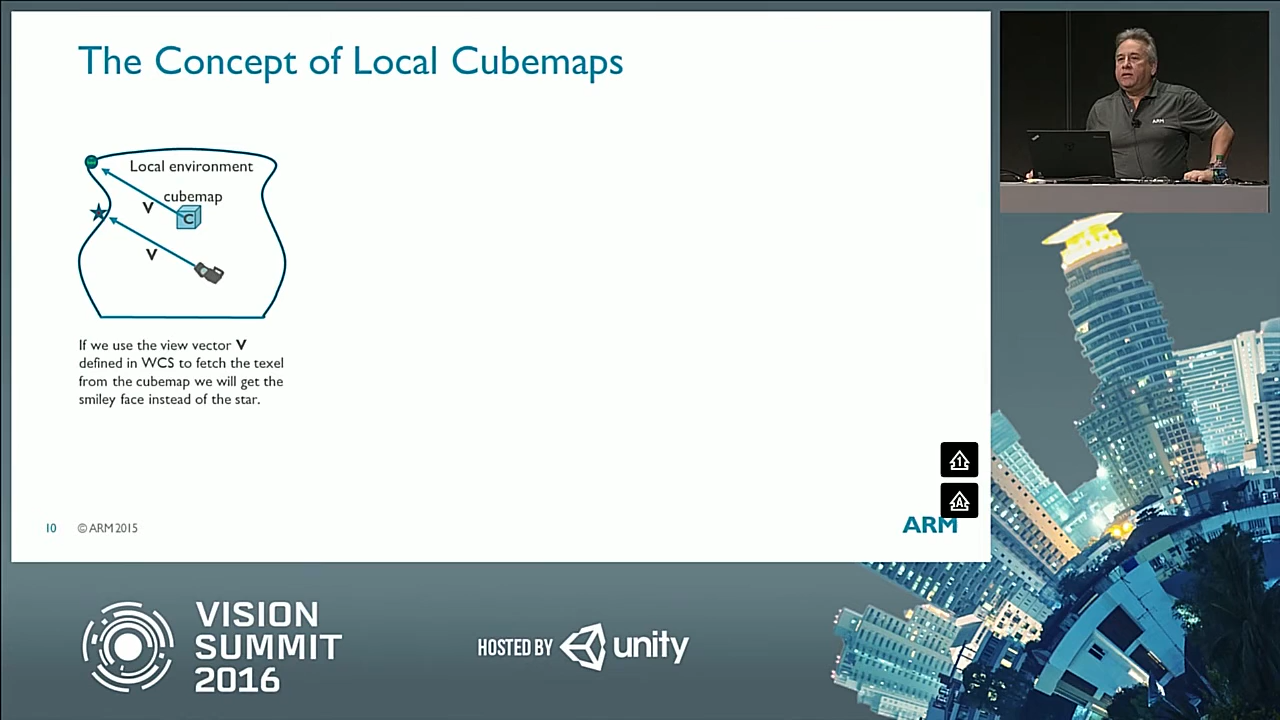 The Concept of Local Cubemaps
Local environment
cubemap
V
C
V
If we use the view vector V
defined in WCS to fetch the texel
from the cubemap we will get the
smiley face instead of the star.
1
A
10 © ARM 2015
ARM
ARM
VISION
SUMMIT
2016
HOSTED BY unity